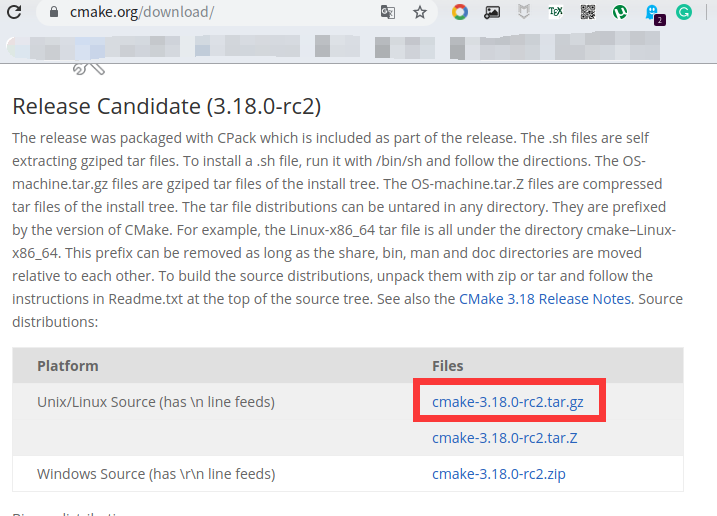 cmake.org/download/
2
Release Candidate (3.18.0-rc2)
The release was packaged with CPack which is included as part of the release. The .sh files are self
extracting gziped tar files. To install a .sh file, run it with /bin/sh and follow the directions. The OS-
machine.tar.gz files are gziped tar files of the install tree. The OS-machine.tar.Z files are compressed
tar files of the install tree. The tar file distributions can be untared in any directory. They are prefixed
by the version of CMake. For example, the Linux-x86_64 tar file is all under the directory cmake–Linux-
x86_64. This prefix can be removed as long as the share, bin, man and doc directories are moved
relative to each other. To build the source distributions, unpack them with zip or tar and follow the
instructions in Readme.txt at the top of the source tree. See also the CMake 3.18 Release Notes. Source
distributions:
Platform Files
Unix/Linux Source (has \n line feeds) cmake-3.18.0-rc2.tar.gz
cmake-3.18.0-rc2.tar.Z
Windows Source (has \r\n line feeds) cmake-3.18.0-rc2.zip